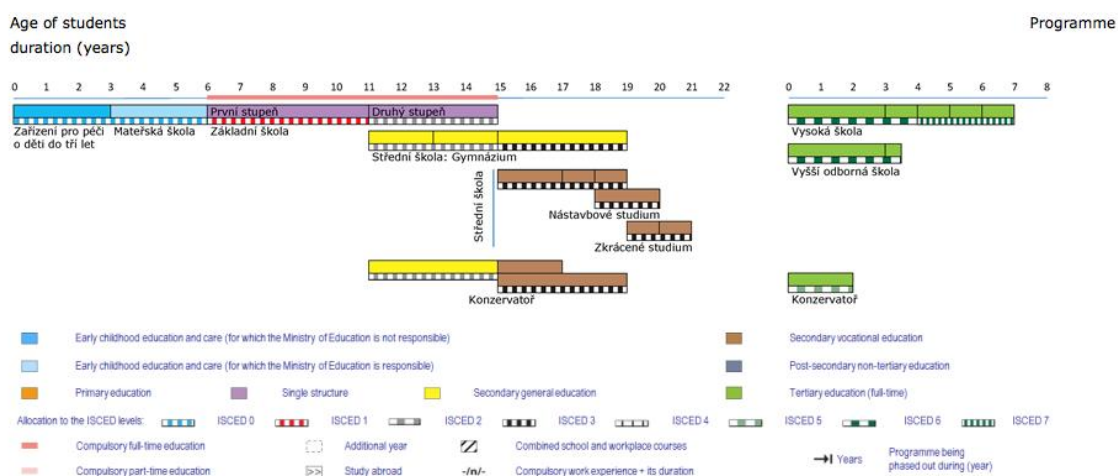 Age of students
Programme
duration (years)
0 1 2 3 4 5 6 7 8 9 10 11 12 13 14 15 16 17 18 19 20 21 22
0 1 2 3 4 5 6 7 8
První stupeň
Druhý stupeň
Zařízení pro péči
o děti do tří let
Mateřská škola
Základní škola
Vysoká škola
Střední škola: Gymnázium
Vyšší odborná škola
Střední škola
Nástavbové studium
Zkrácené studium
Konzervatoř
Konzervatoř
Early childhood education and care (for which the Ministry of Education is not responsible)
Secondary vocational education
Early childhood education and care (for which the Ministry of Education is responsible)
Post-secondary non-tertiary education
Primary education
Single structure
Secondary general education
Tertiary education (full-time)
Allocation to the ISCED levels:
ISCED 0
ISCED 1
ISCED 2
ISCED 3
ISCED 4
ISCED 5
ISCED 6
ISCED 7
Compulsory full-time education
Additional year
Combined school and workplace courses
Years
Programme being
phased out during (year)
Compulsory part-time education
>> Study abroad
-/n/- Compulsory work experience + its duration